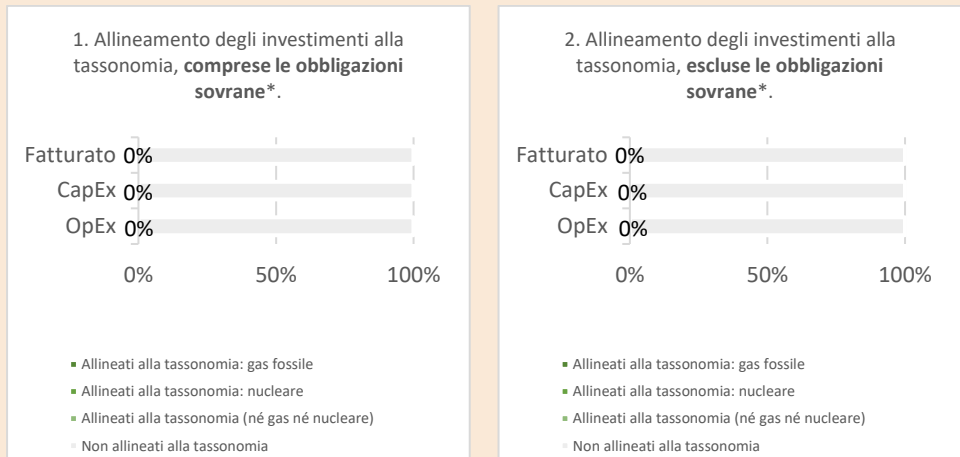 1. Allineamento degli investimenti alla
tassonomia, comprese le obbligazioni
sovrane*.
Fatturato 0%
CapEx 0%
OpEx 0%
0% 50% 100%
Allineati alla tassonomia: gas fossile
Allineati alla tassonomia: nucleare
Allineati alla tassonomia (né gas né nucleare)
Non allineati alla tassonomia
2. Allineamento degli investimenti alla
tassonomia, escluse le obbligazioni
sovrane*.
Fatturato 0%
CapEx 0%
OpEx 0%
0% 50% 100%
Allineati alla tassonomia: gas fossile
Allineati alla tassonomia: nucleare
Allineati alla tassonomia (né gas né nucleare)
Non allineati alla tassonomia